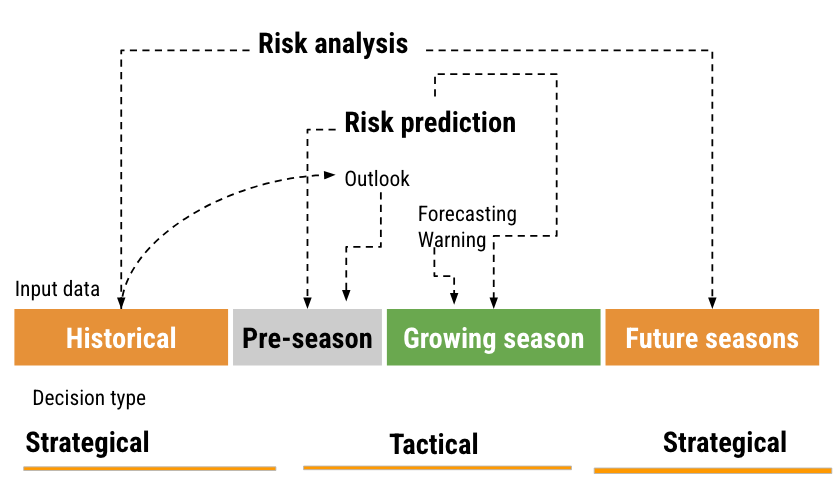 Risk analysis
Risk prediction
Outlook
Forecasting
Warning
Input data
Historical
Pre-season
Growing season
Future seasons
Decision type
Strategical
Tactical
Strategical